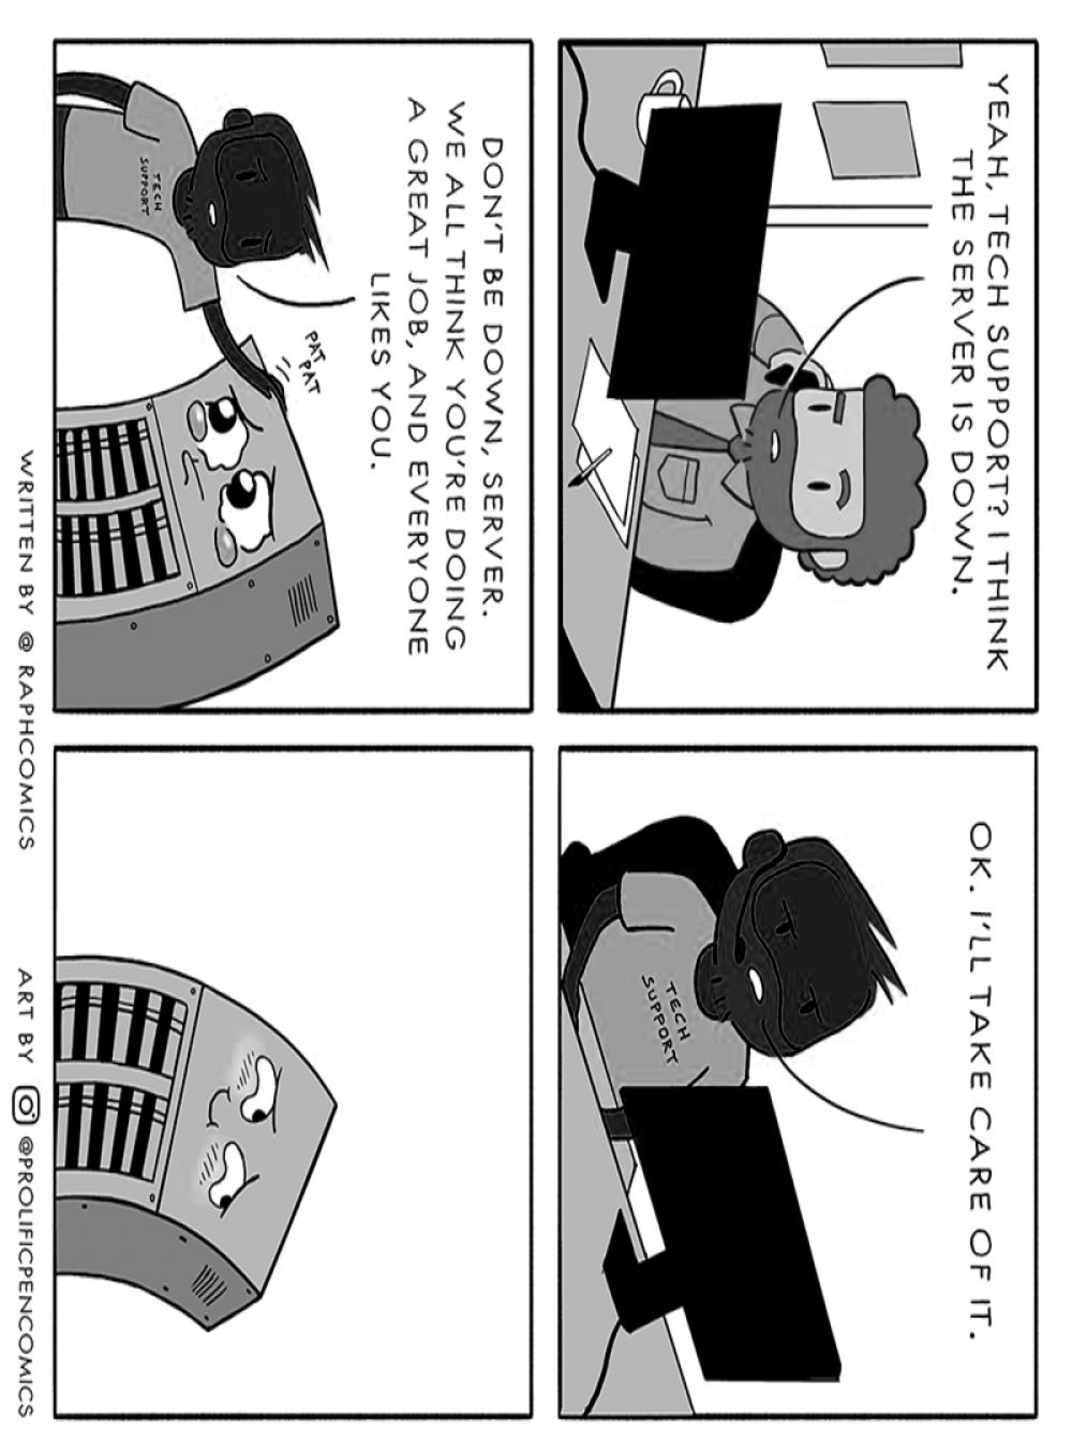 YEAH, TECH SUPPORT? I THINK
THE SERVER IS DOWN.
OK. I'LL TAKE CARE OF IT.
TECH
SUPPORT
DON'T BE DOWN, SERVER.
WE ALL THINK YOU'RE DOING
A GREAT JOB, AND EVERYONE
LIKES YOU.
PAT
PAT
TECH
SUPPORT
WRITTEN BY @ RAPHCOMICS ART BY @PROLIFICPENCOMICS